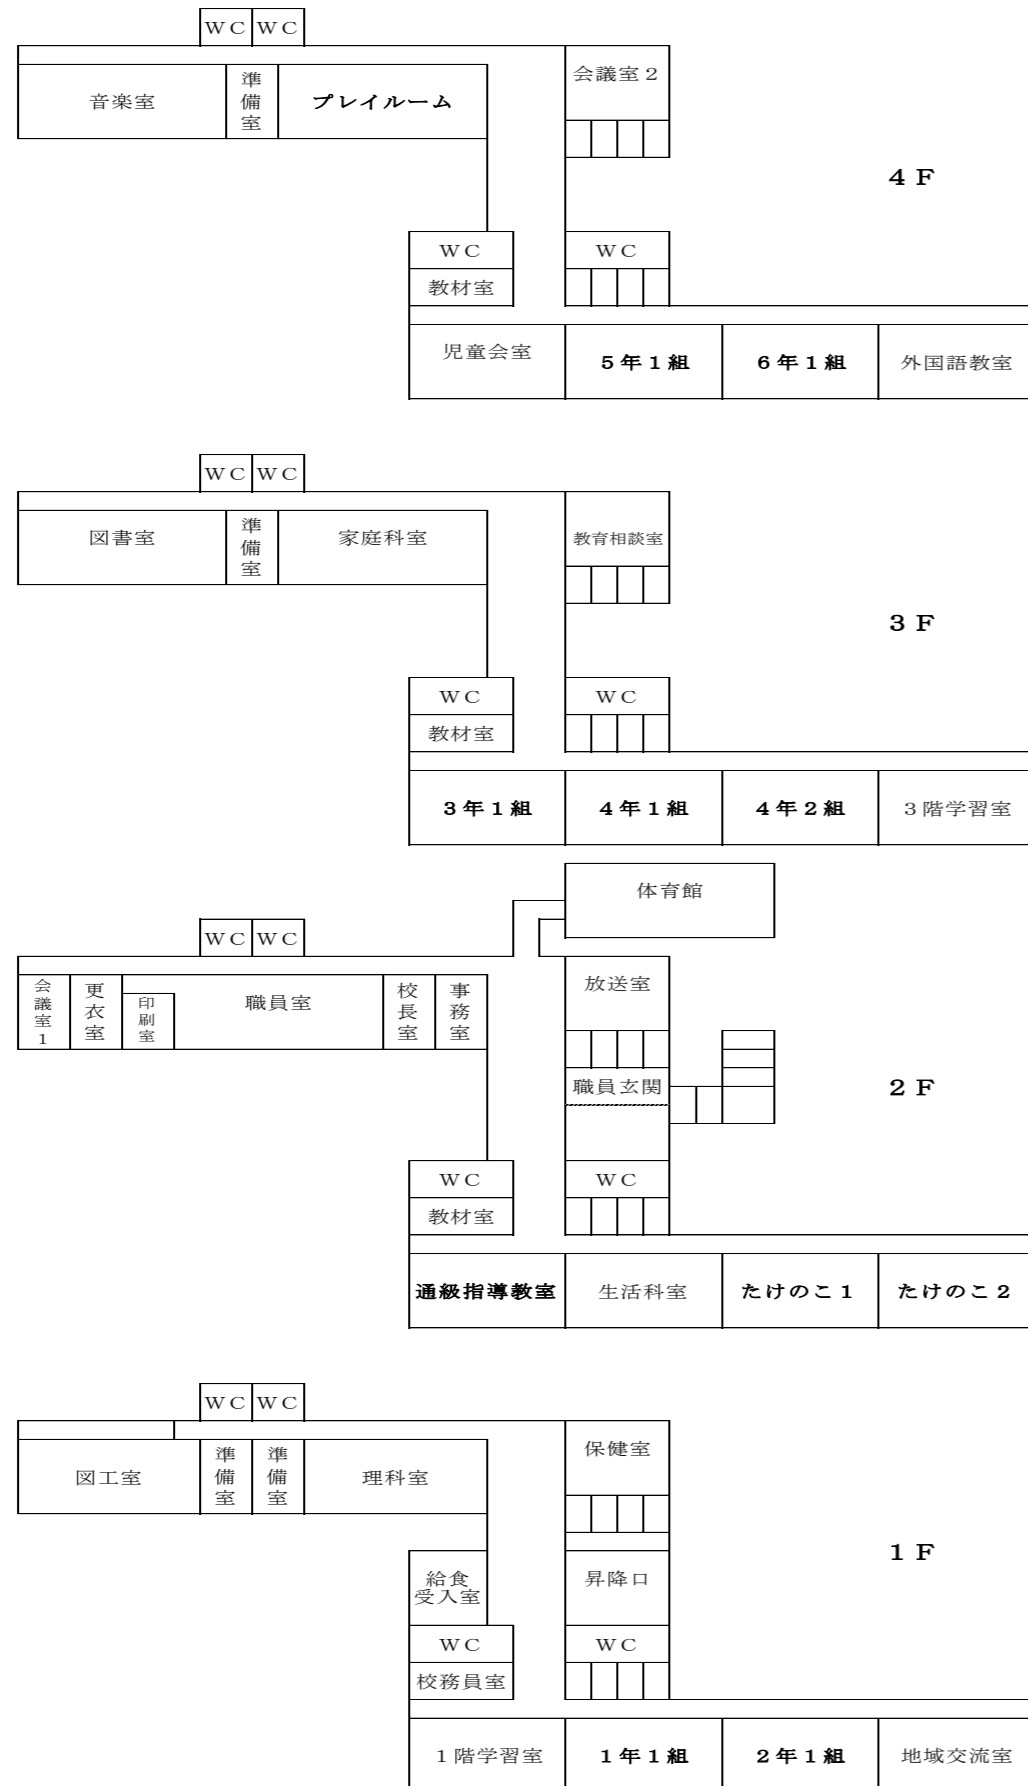 ＷＣ ＷＣ
会議室２
音楽室
準備室
プレイルーム
４Ｆ
ＷＣ
ＷＣ
教材室
児童会室
５年１組
６年１組
外国語教室
ＷＣ ＷＣ
図書室
準備室
家庭科室
教育相談室
３Ｆ
ＷＣ
ＷＣ
教材室
３年１組
４年１組
４年２組
３階学習室
体育館
ＷＣ ＷＣ
会議室１
更衣室
印刷室
職員室
校長室
事務室
放送室
職員玄関
２Ｆ
ＷＣ
ＷＣ
教材室
通級指導教室
生活科室
たけのこ１
たけのこ２
ＷＣ ＷＣ
図工室
準備室
準備室
理科室
保健室
１Ｆ
給食
受入室
昇降口
ＷＣ
ＷＣ
校務員室
１階学習室
１年１組
２年１組
地域交流室